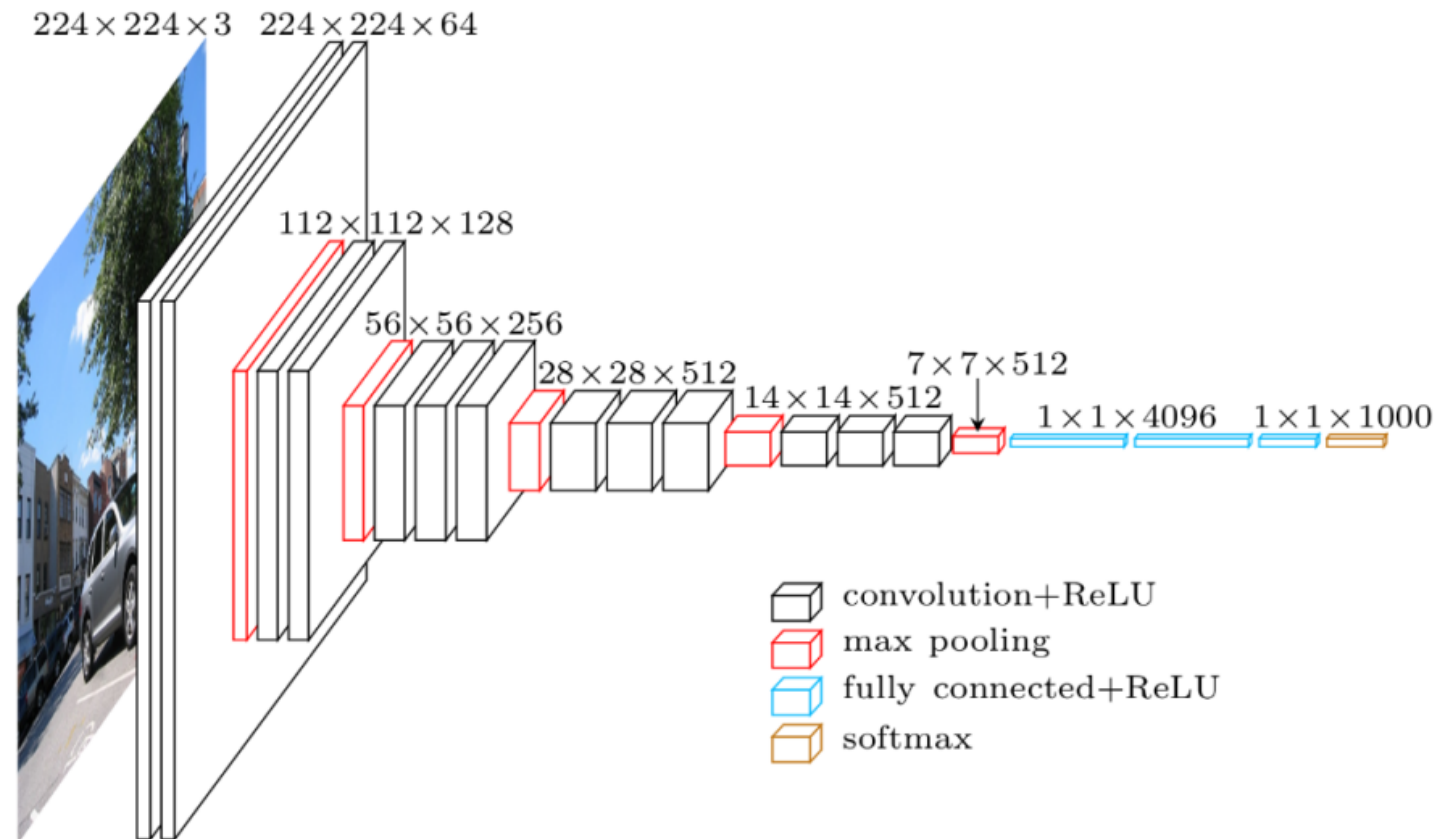 224×224×3
224×224×64
112×112×128
56×56×256
28×28×512
14×14×512
7×7×512
1×1×4096
1×1×1000
convolution+ReLU
max pooling
fully connected+ReLU
softmax